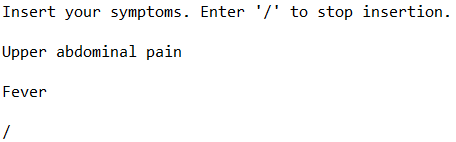 Insert your symptoms. Enter '/' to stop insertion.
Upper abdominal pain
Fever
/